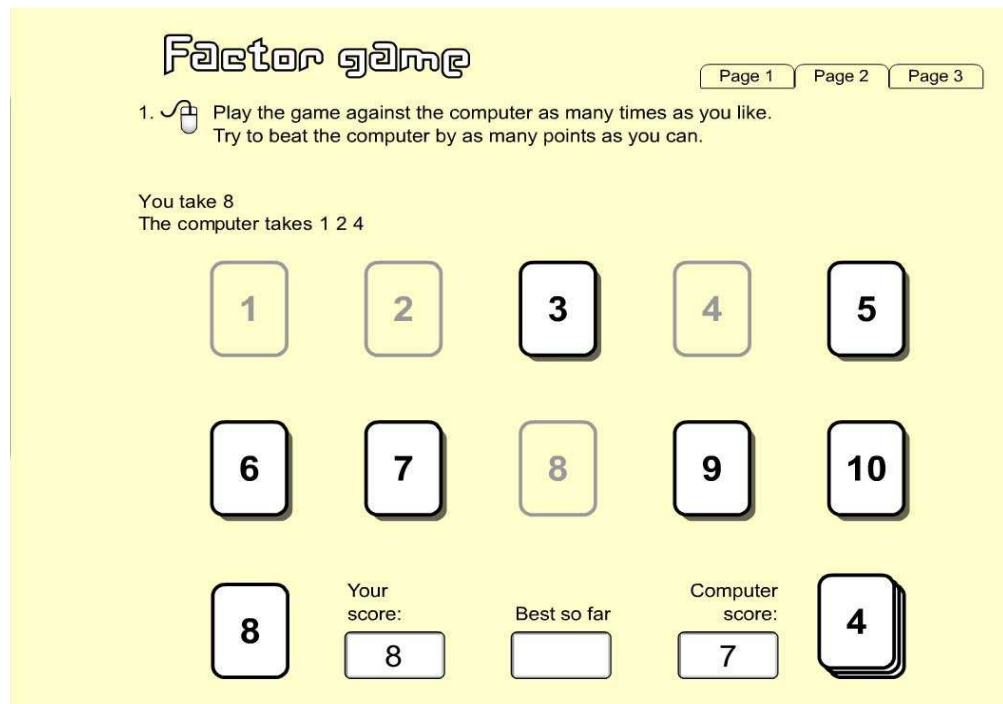 Factor game
Page 1 Page 2 Page 3
1. Play the game against the computer as many times as you like.
Try to beat the computer by as many points as you can.
You take 8
The computer takes 1 2 4
1 2 3 4 5
6 7 8 9 10
8
Your
score:
8
Best so far
Computer
score:
7
4